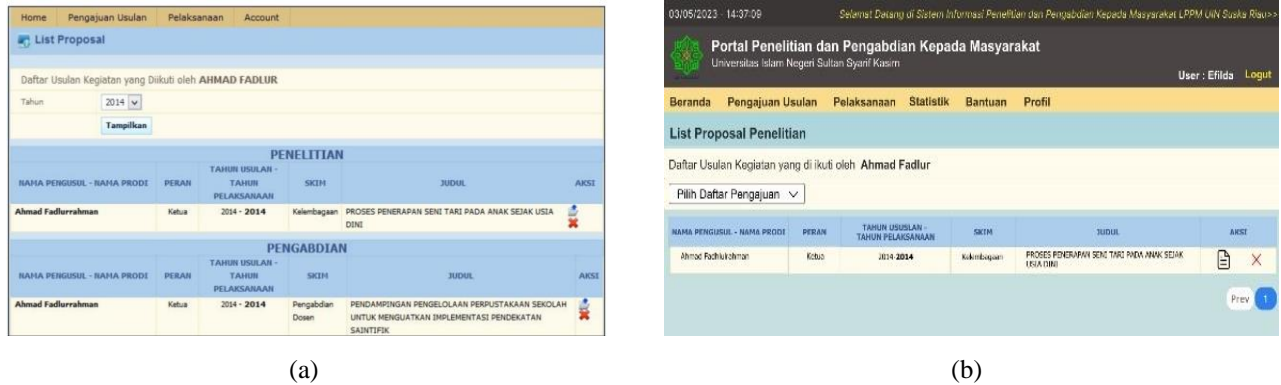 Home Pengajuan Usulan Pelaksanaan Account
List Proposal
Daftar Usulan Kegiatan yang Diikuti oleh AHMAD FADLUR
Tahun 2014
Tampilkan
PENELITIAN
NAMA PENGUSUL - NAMA PRODI PERAN TAHUN USULAN - TAHUN PELAKSANAAN SKIM JUDUL AKSI
Ahmad Fadlurrahman Ketua 2014 - 2014 Kelembagaan PROSES PENERAPAN SENI TARI PADA ANAK SEJAK USIA
DINI
PENGABDIAN
NAMA PENGUSUL - NAMA PRODI PERAN TAHUN USULAN - TAHUN PELAKSANAAN SKIM JUDUL AKSI
Ahmad Fadlurrahman Ketua 2014 - 2014 Pengabdian Dosen PENDAMPINGAN PENGELOLAAN PERPUSTAKAAN SEKOLAH
UNTUK MENGUATKAN IMPLEMENTASI PENDEKATAN
SAINTIFIK
(a)
03/05/2023 - 14:37:09 Selamat Datang di Sistem Informasi Penelitian dan Pengabdian Kepada Masyarakat LPPM UIN Suska Riau>>
Portal Penelitian dan Pengabdian Kepada Masyarakat
Universitas Islam Negeri Sultan Syarif Kasim
User : Efilda Logut
Beranda Pengajuan Usulan Pelaksanaan Statistik Bantuan Profil
List Proposal Penelitian
Daftar Usulan Kegiatan yang di ikuti oleh Ahmad Fadlur
Pilih Daftar Pengajuan
NAMA PENGUSUL - NAMA PRODI PERAN TAHUN USUSLAN - TAHUN PELAKSANAAN SKIM JUDUL AKSI
Ahmad Ketua 2014-2014 Kelembagaan PROSES PENERAPAN SENI TARI PADA ANAK SEJAK
USIA DINI
Prev 1
(b)